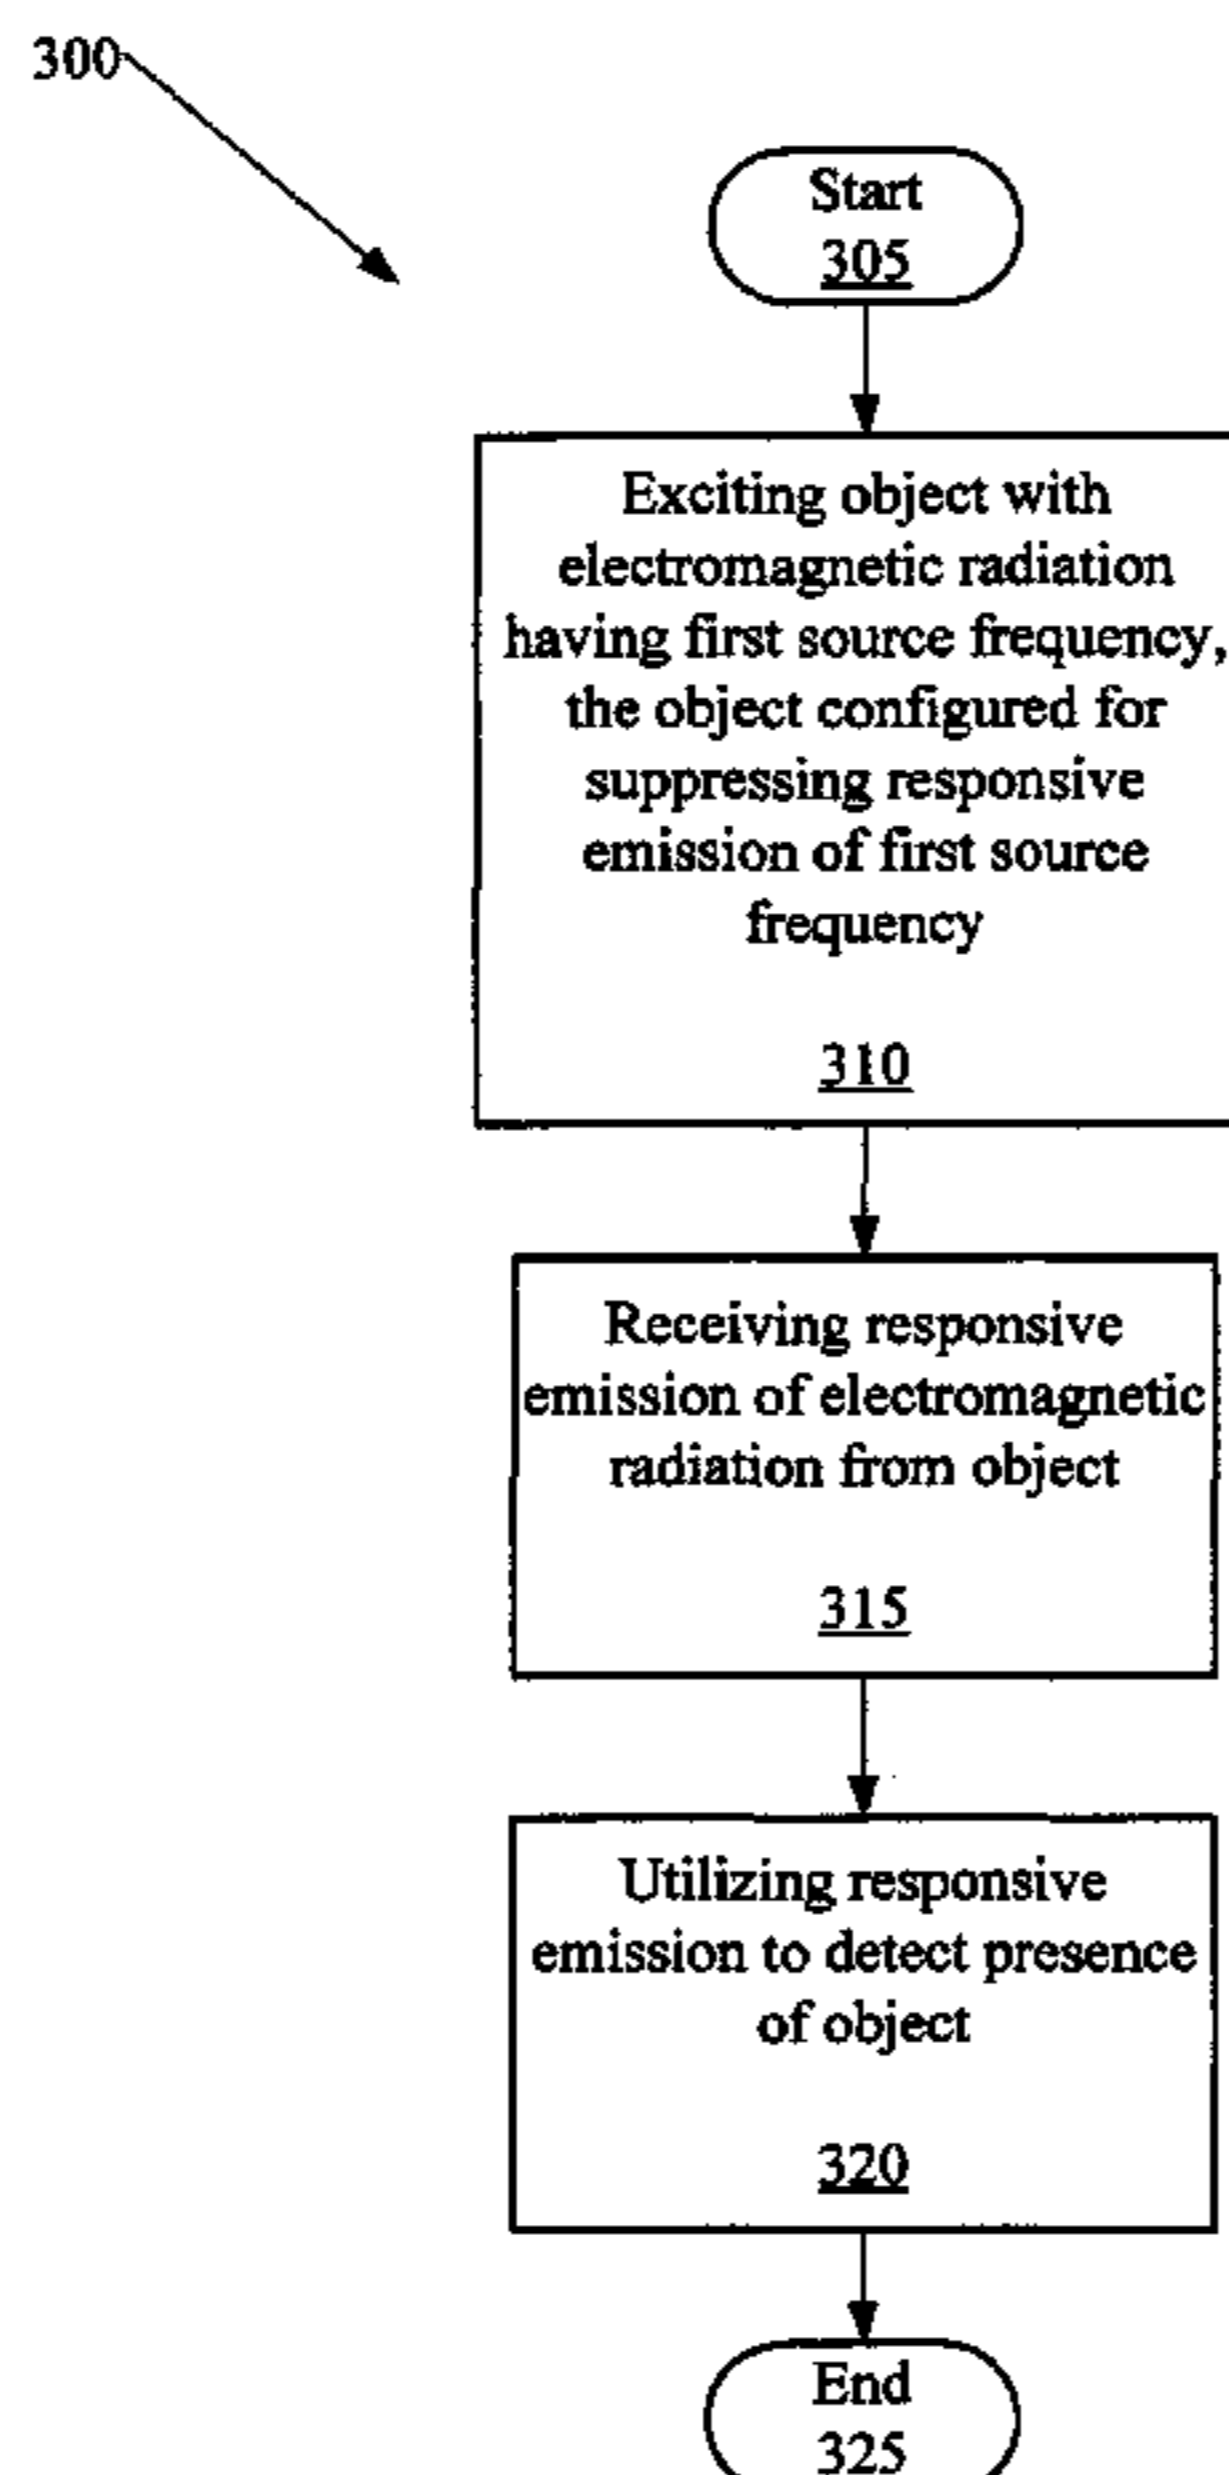 300
Start
305
Exciting object with
electromagnetic radiation
having first source frequency,
the object configured for
suppressing responsive
emission of first source
frequency
310
Receiving responsive
emission of electromagnetic
radiation from object
315
Utilizing responsive
emission to detect presence
of object
320
End
325